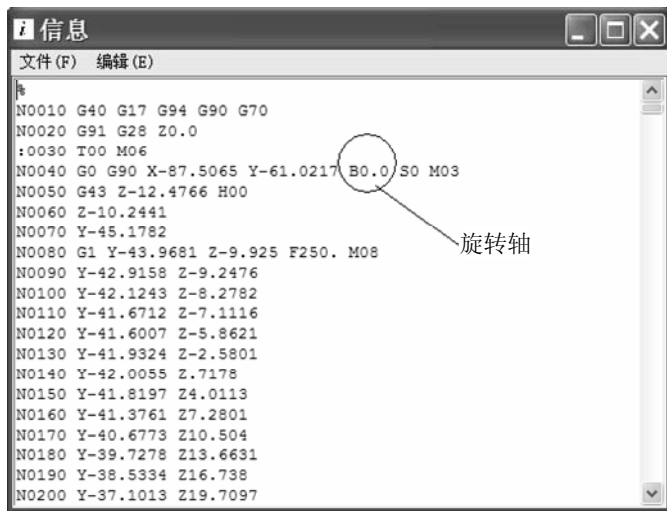 i 信息
文件(F) 编辑(E)
%
N0010 G40 G17 G94 G90 G70
N0020 G91 G28 Z0.0
:0030 T00 M06
N0040 G0 G90 X-87.5065 Y-61.0217 B0.0 S0 M03
N0050 G43 Z-12.4766 H00
N0060 Z-10.2441
N0070 Y-45.1782
N0080 G1 Y-43.9681 Z-9.925 F250. M08
N0090 Y-42.9158 Z-9.2476
N0100 Y-42.1243 Z-8.2782
N0110 Y-41.6712 Z-7.1116
N0120 Y-41.6007 Z-5.8621
N0130 Y-41.9324 Z-2.5801
N0140 Y-42.0055 Z.7178
N0150 Y-41.8197 Z4.0113
N0160 Y-41.3761 Z7.2801
N0170 Y-40.6773 Z10.504
N0180 Y-39.7278 Z13.6631
N0190 Y-38.5334 Z16.738
N0200 Y-37.1013 Z19.7097
旋转轴